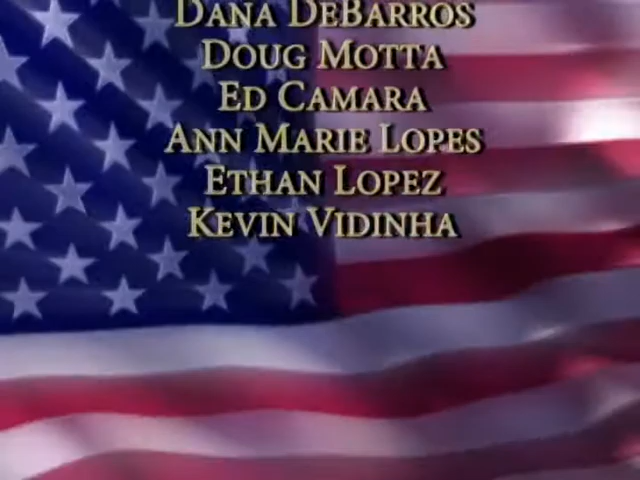 Dana DeBarros
Doug Motta
Ed Camara
Ann Marie Lopes
Ethan Lopez
Kevin Vidinha